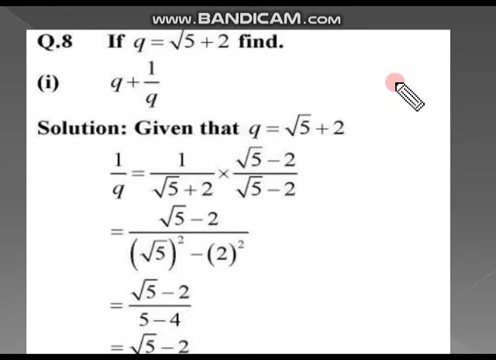 www.BANDICAM.com
Q.8 If q = √5 + 2 find.
(i) q + 1/q
Solution: Given that q = √5 + 2
1/q = 1/(√5 + 2) × (√5 − 2)/(√5 − 2)
= (√5 − 2)/((√5)² − (2)²)
= (√5 − 2)/(5 − 4)
= √5 − 2